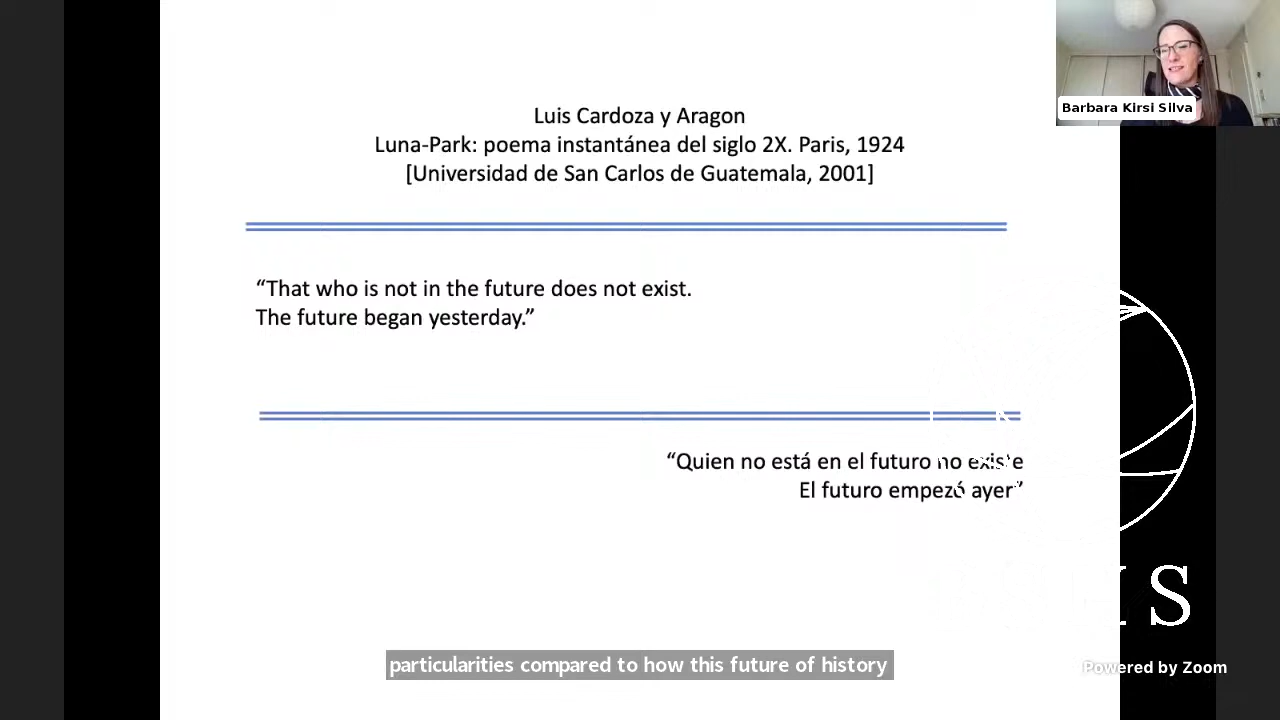 Luis Cardoza y Aragon
Luna-Park: poema instantánea del siglo 2X. Paris, 1924
[Universidad de San Carlos de Guatemala, 2001]
Barbara Kirsi Silva
“That who is not in the future does not exist.
The future began yesterday.”
“Quien no está en el futuro no existe
El futuro empezó ayer”
S
particularities compared to how this future of history
Powered by Zoom